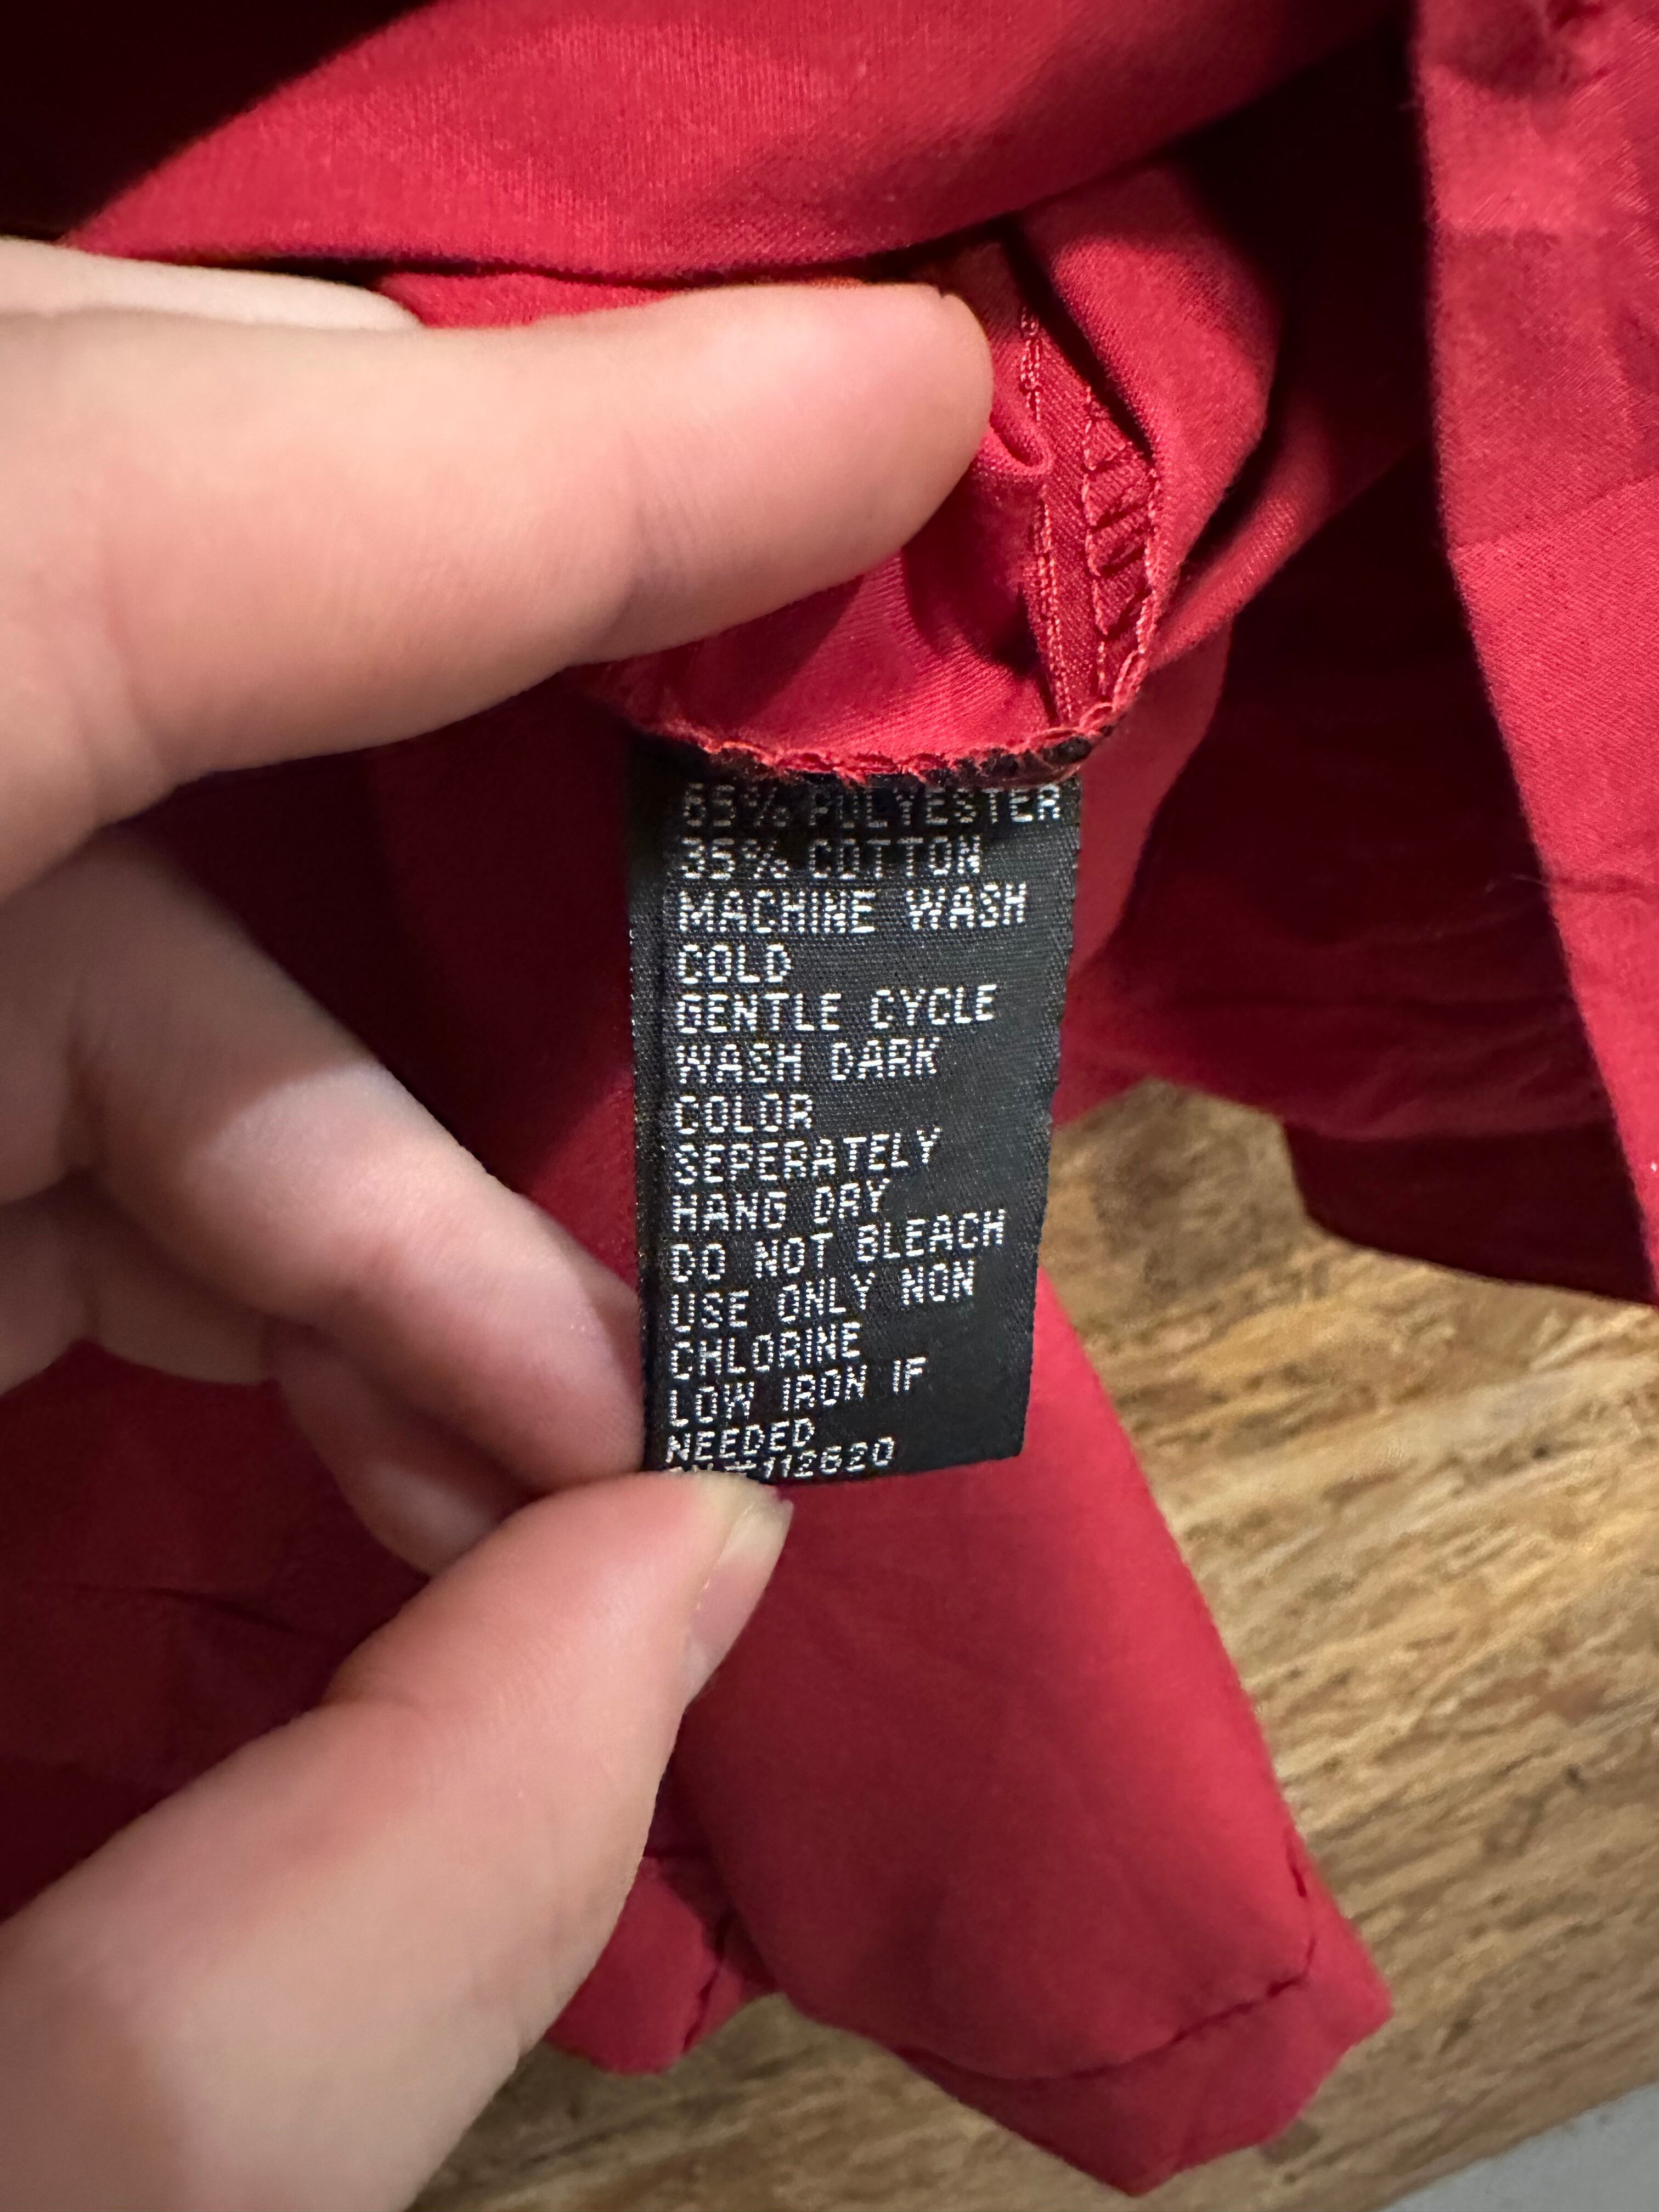 65% POLYESTER
35% COTTON
MACHINE WASH
COLD
GENTLE CYCLE
WASH DARK
COLOR
SEPERATELY
HANG DRY
DO NOT BLEACH
USE ONLY NON
CHLORINE
LOW IRON IF
NEEDED
112620